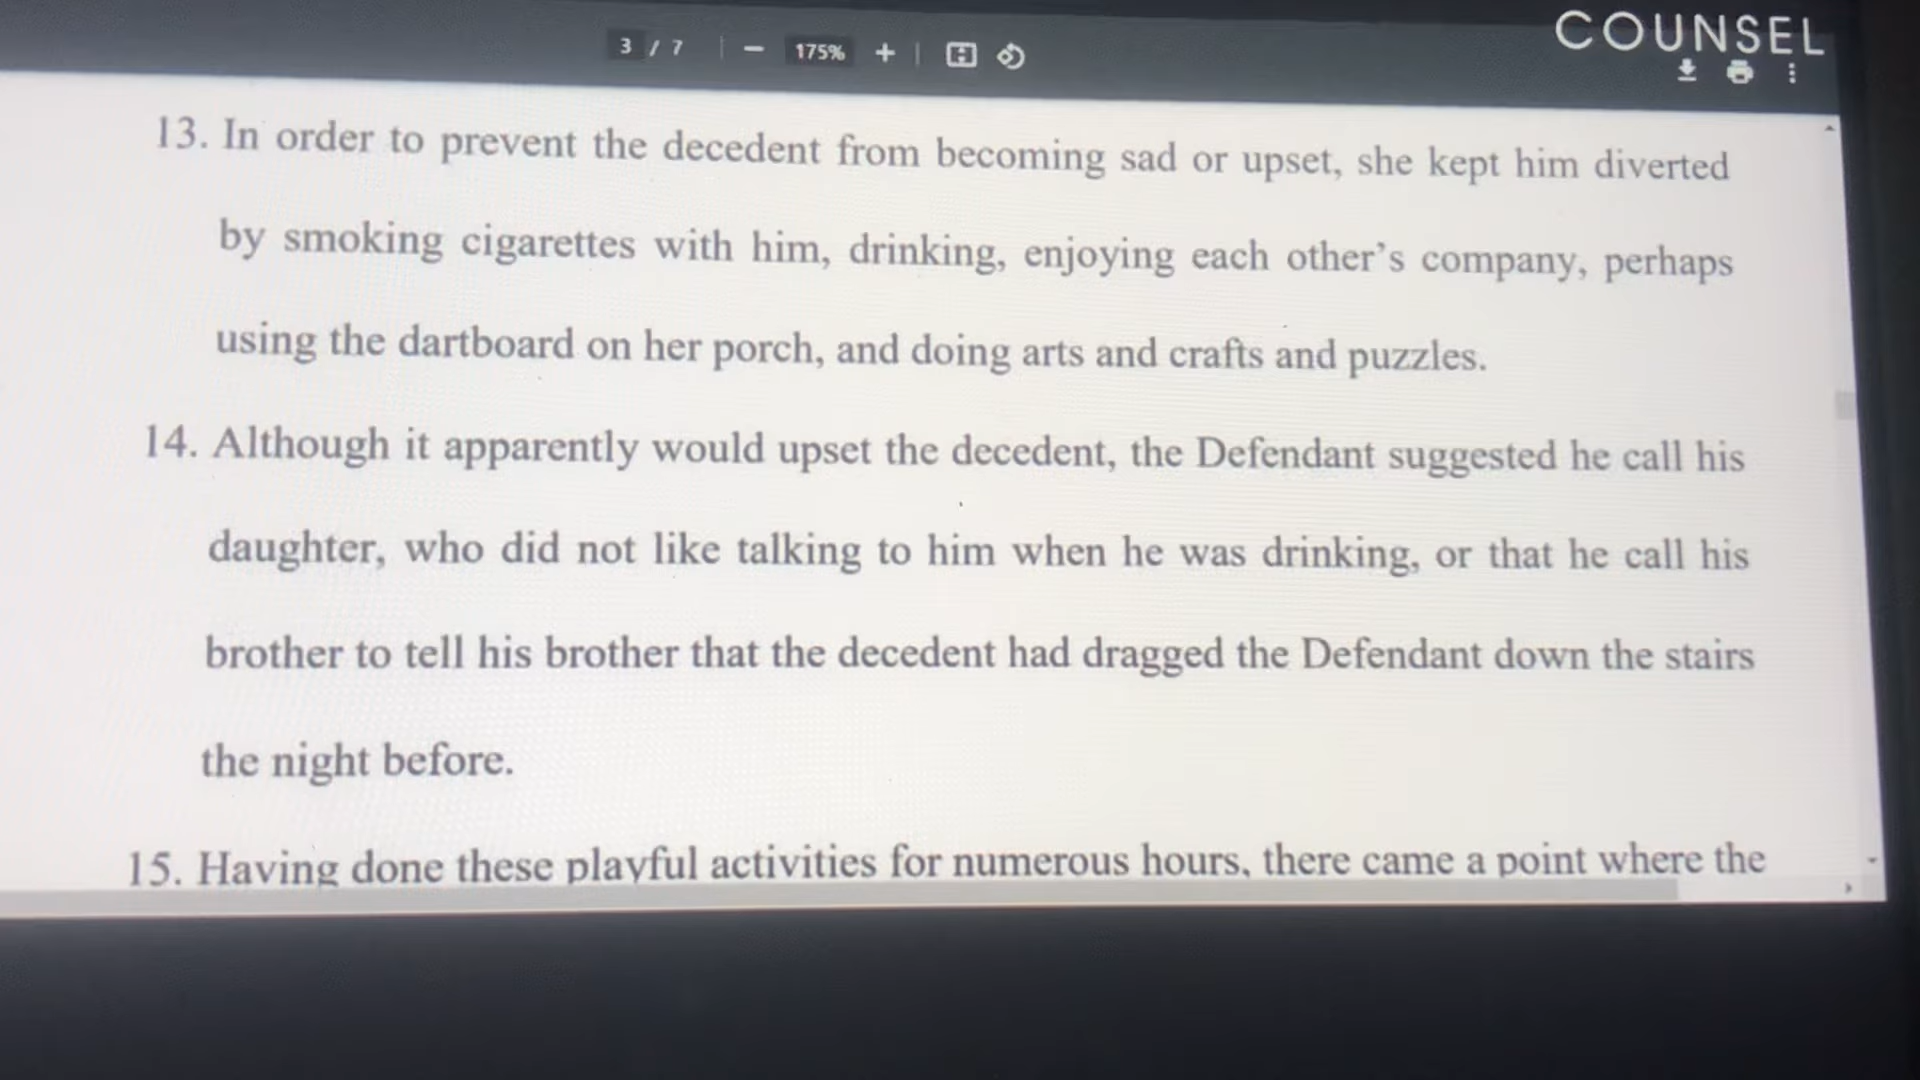 COUNSEL
3 / 7 | − 175% + |
13. In order to prevent the decedent from becoming sad or upset, she kept him diverted
by smoking cigarettes with him, drinking, enjoying each other’s company, perhaps
using the dartboard on her porch, and doing arts and crafts and puzzles.
14. Although it apparently would upset the decedent, the Defendant suggested he call his
daughter, who did not like talking to him when he was drinking, or that he call his
brother to tell his brother that the decedent had dragged the Defendant down the stairs
the night before.
15. Having done these playful activities for numerous hours, there came a point where the